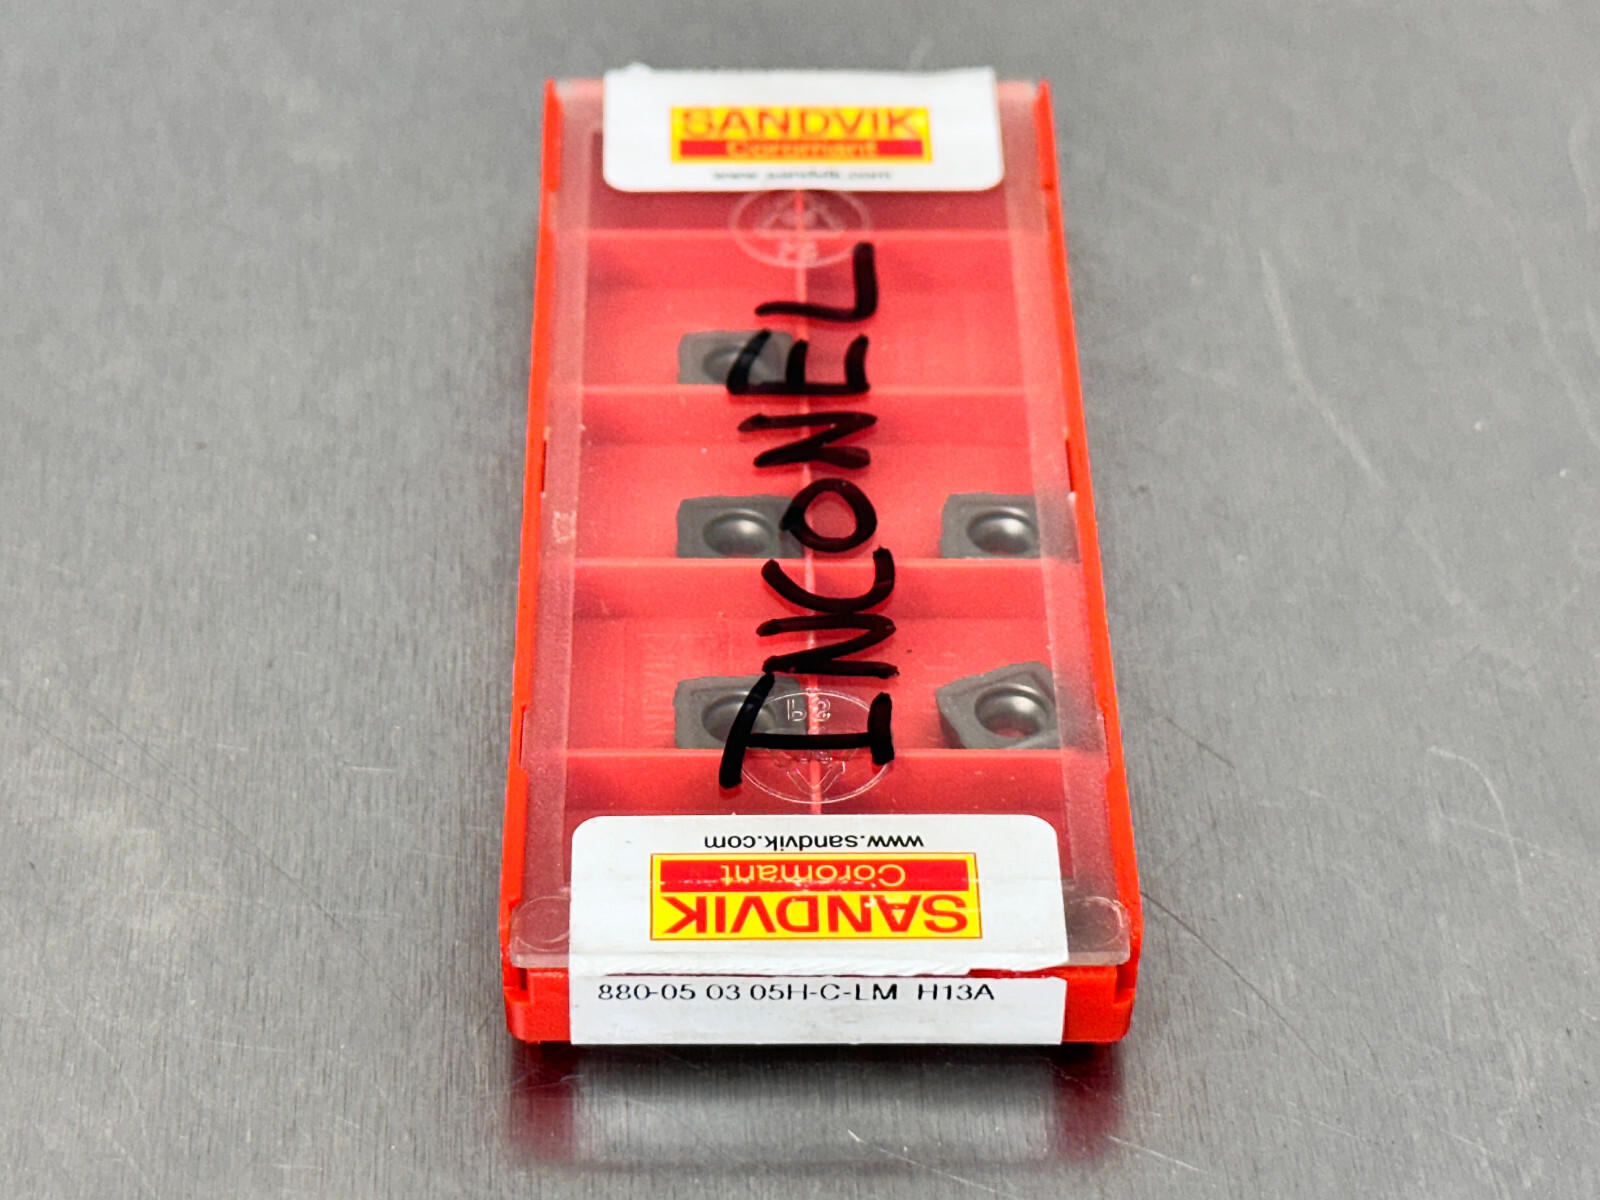 SANDVIK
Coromant
www.sandvik.com
INCONEL
www.sandvik.com
Coromant
SANDVIK
880-05 03 05H-C-LM H13A